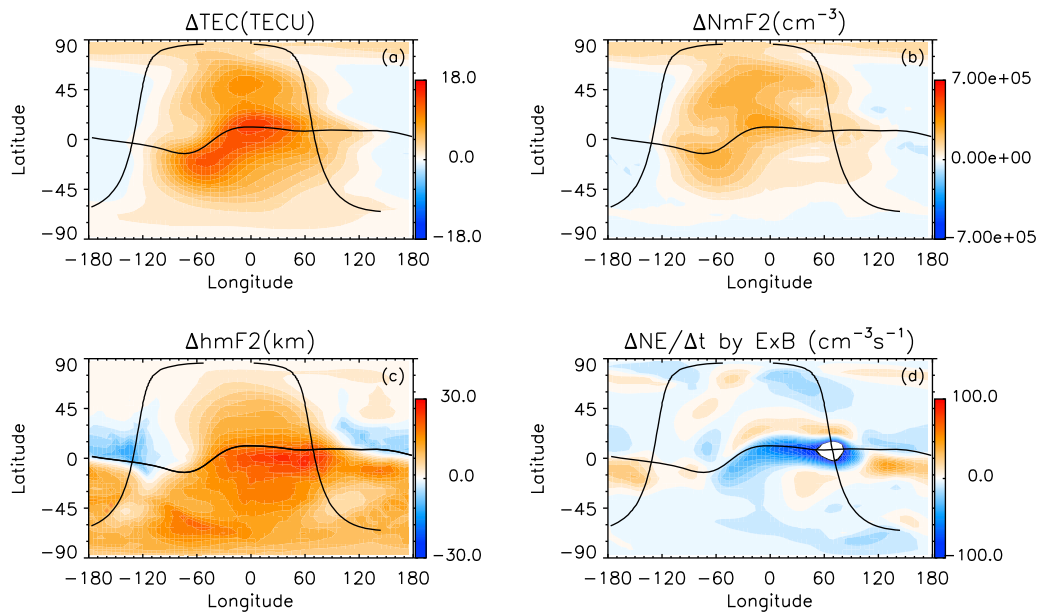 ΔTEC(TECU)
90
45
0
−45
−90
Latitude
(a)
18.0
0.0
−18.0
−180 −120 −60 0 60 120 180
Longitude
ΔNmF2(cm⁻³)
90
45
0
−45
−90
Latitude
(b)
7.00e+05
0.00e+00
−7.00e+05
−180 −120 −60 0 60 120 180
Longitude
ΔhmF2(km)
90
45
0
−45
−90
Latitude
(c)
30.0
0.0
−30.0
−180 −120 −60 0 60 120 180
Longitude
ΔNE/Δt by ExB (cm⁻³s⁻¹)
90
45
0
−45
−90
Latitude
(d)
100.0
0.0
−100.0
−180 −120 −60 0 60 120 180
Longitude